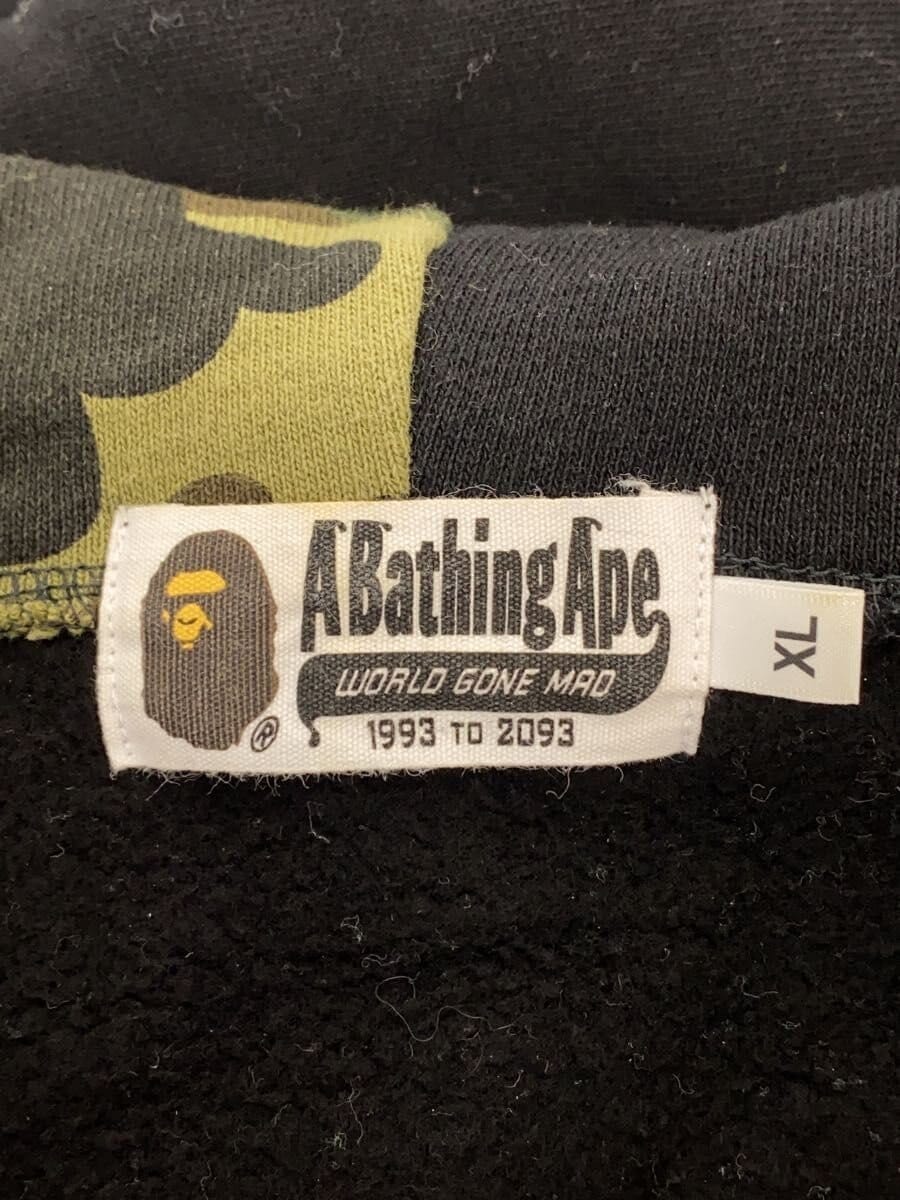 A Bathing Ape
WORLD GONE MAD
1993 TO 2093
®
XL